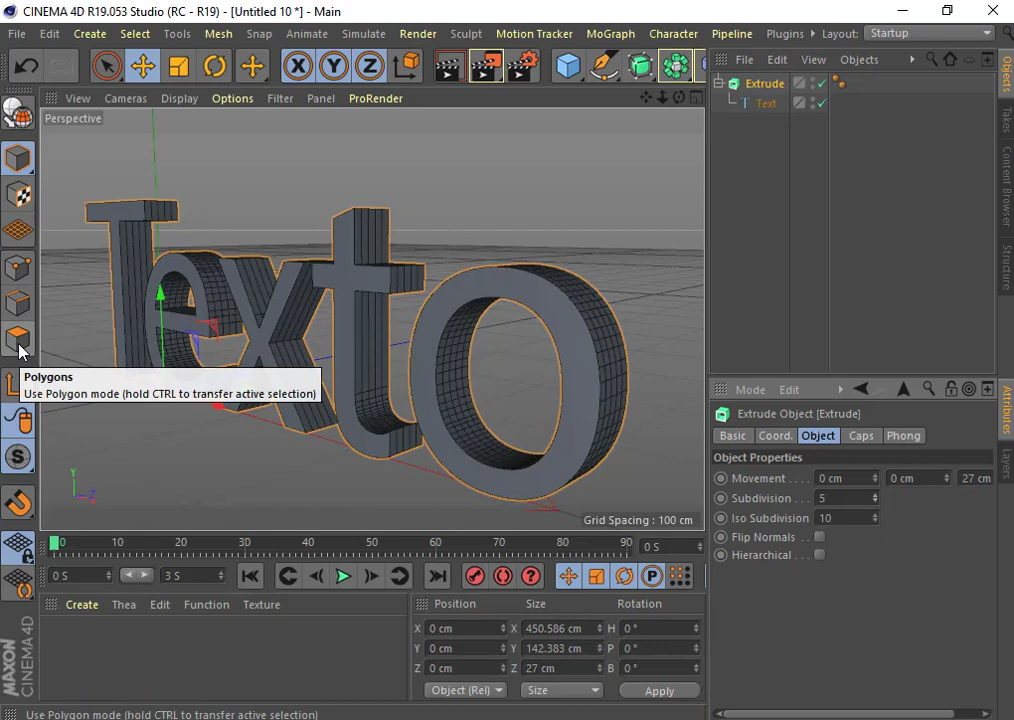 CINEMA 4D R19.053 Studio (RC - R19) - [Untitled 10 *] - Main
File Edit Create Select Tools Mesh Snap Animate Simulate Render Sculpt Motion Tracker MoGraph Character Pipeline Plugins Layout: Startup
X Y Z
File Edit View Objects
View Cameras Display Options Filter Panel ProRender
Perspective
Extrude
Text
Texto
Objects
Takes
Content Browser
Structure
Polygons
Use Polygon mode (hold CTRL to transfer active selection)
Mode Edit
Extrude Object [Extrude]
Basic Coord. Object Caps Phong
Object Properties
Movement . . . . 0 cm 0 cm 27 cm
Subdivision . . . 5
Iso Subdivision 10
Flip Normals . .
Hierarchical . . .
Attributes
Layers
S
Y
Z
Grid Spacing : 100 cm
0 10 20 30 40 50 60 70 80 90 0 S
0 S 3 S
P
Create Thea Edit Function Texture
Position Size Rotation
X 0 cm X 450.586 cm H 0 °
Y 0 cm Y 142.383 cm P 0 °
Z 0 cm Z 27 cm B 0 °
Object (Rel) Size Apply
MAXON
CINEMA 4D
Use Polygon mode (hold CTRL to transfer active selection)